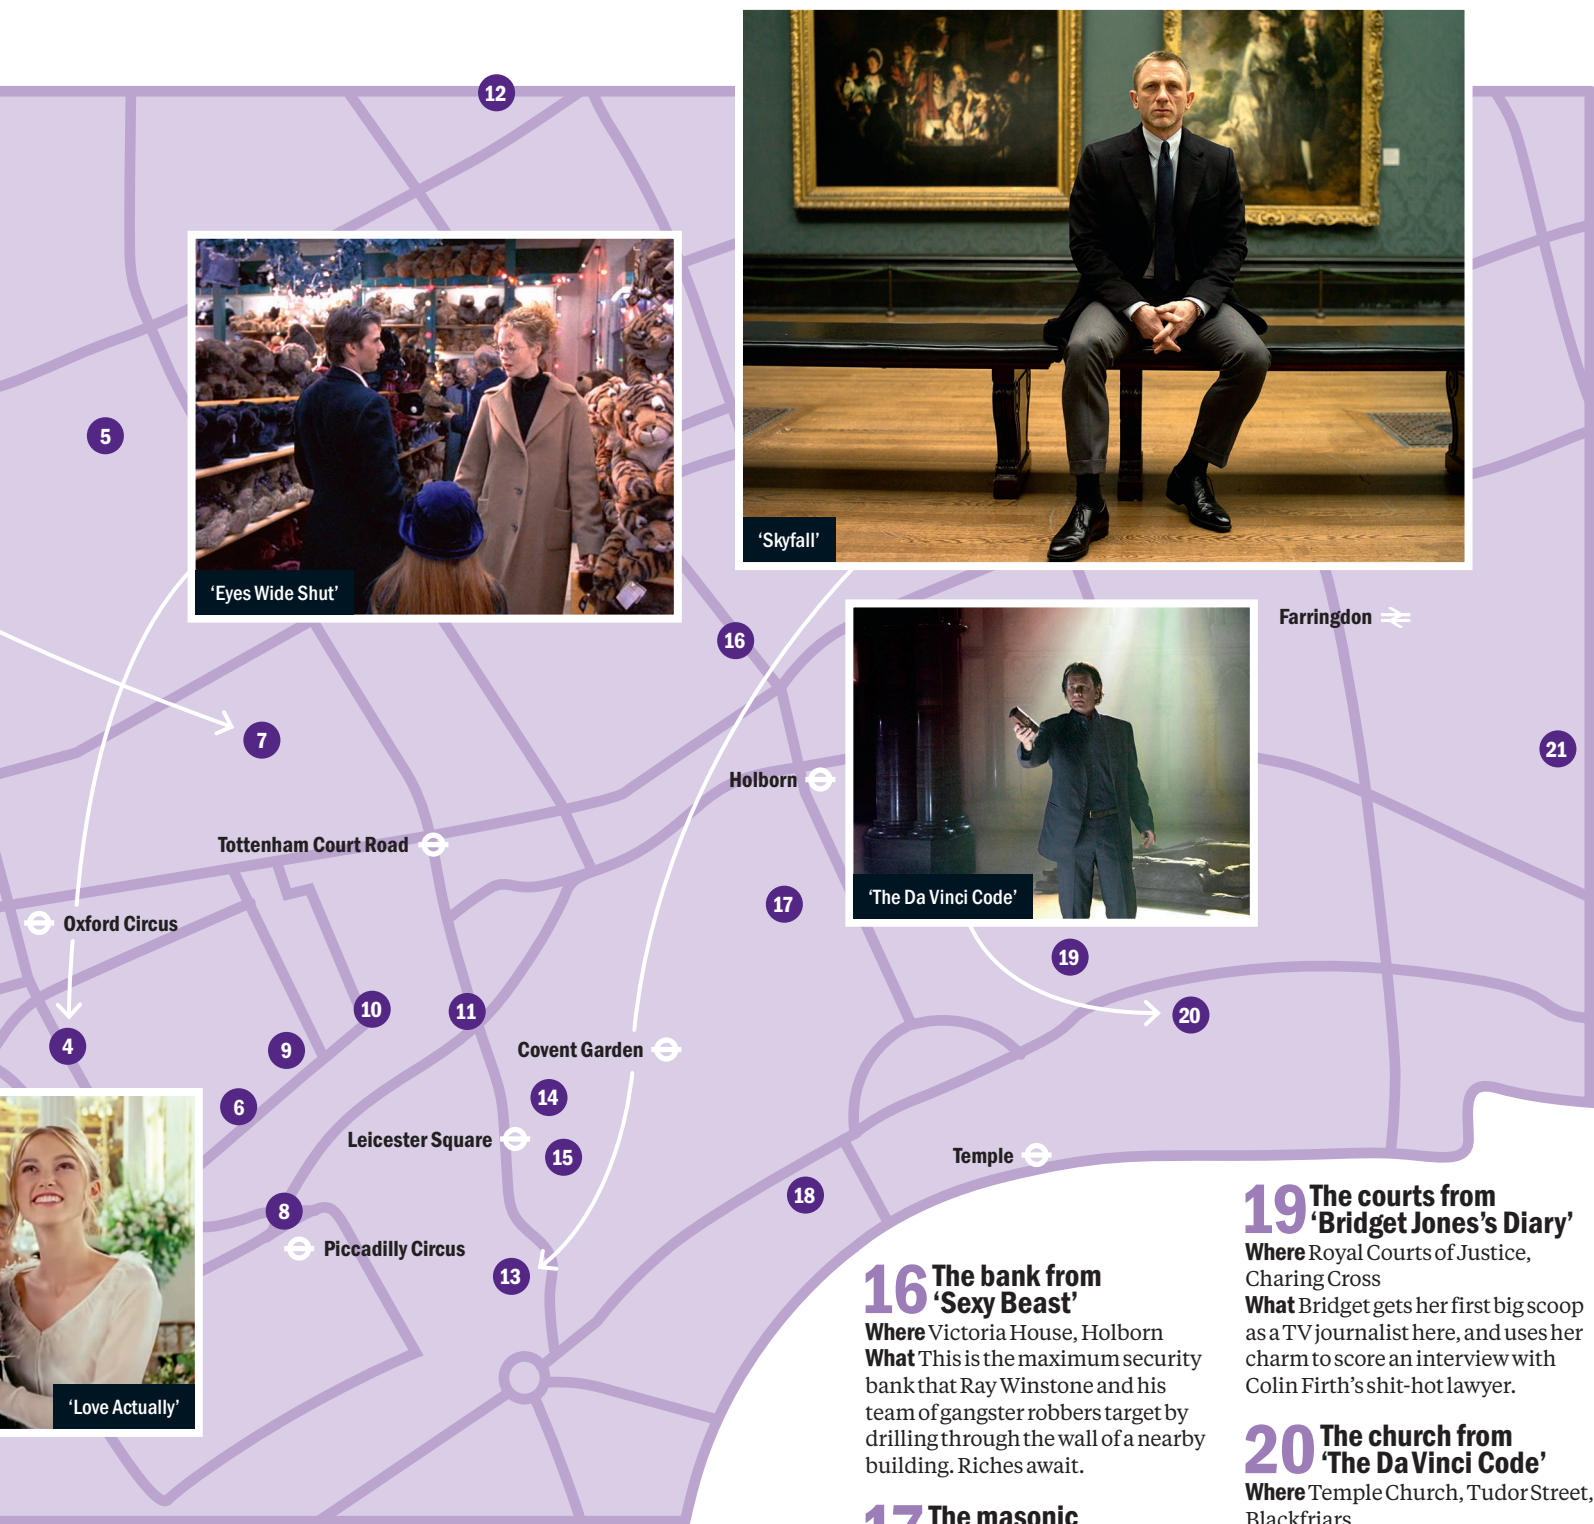 12
‘Skyfall’
5
‘Eyes Wide Shut’
16
Farringdon
7
21
Holborn
Tottenham Court Road
‘The Da Vinci Code’
17
Oxford Circus
19
10
11
20
4
9
Covent Garden
6
14
Leicester Square
15
Temple
18
8
Piccadilly Circus
13
‘Love Actually’
16 The bank from
‘Sexy Beast’
Where Victoria House, Holborn
What This is the maximum security
bank that Ray Winstone and his
team of gangster robbers target by
drilling through the wall of a nearby
building. Riches await.
17 The masonic
19 The courts from
‘Bridget Jones’s Diary’
Where Royal Courts of Justice,
Charing Cross
What Bridget gets her first big scoop
as a TV journalist here, and uses her
charm to score an interview with
Colin Firth’s shit-hot lawyer.
20 The church from
‘The Da Vinci Code’
Where Temple Church, Tudor Street,
Blackfriars